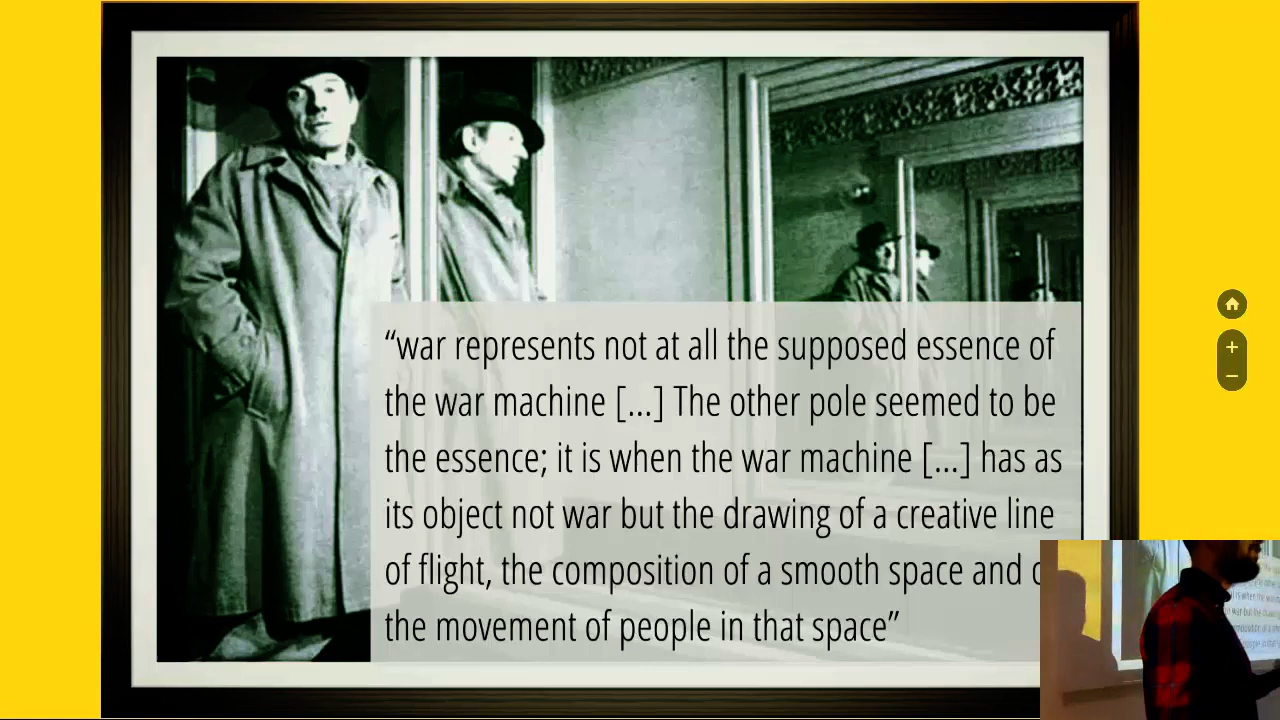 “war represents not at all the supposed essence of
the war machine [...] The other pole seemed to be
the essence; it is when the war machine [...] has as
its object not war but the drawing of a creative line
of flight, the composition of a smooth space and
the movement of people in that space”